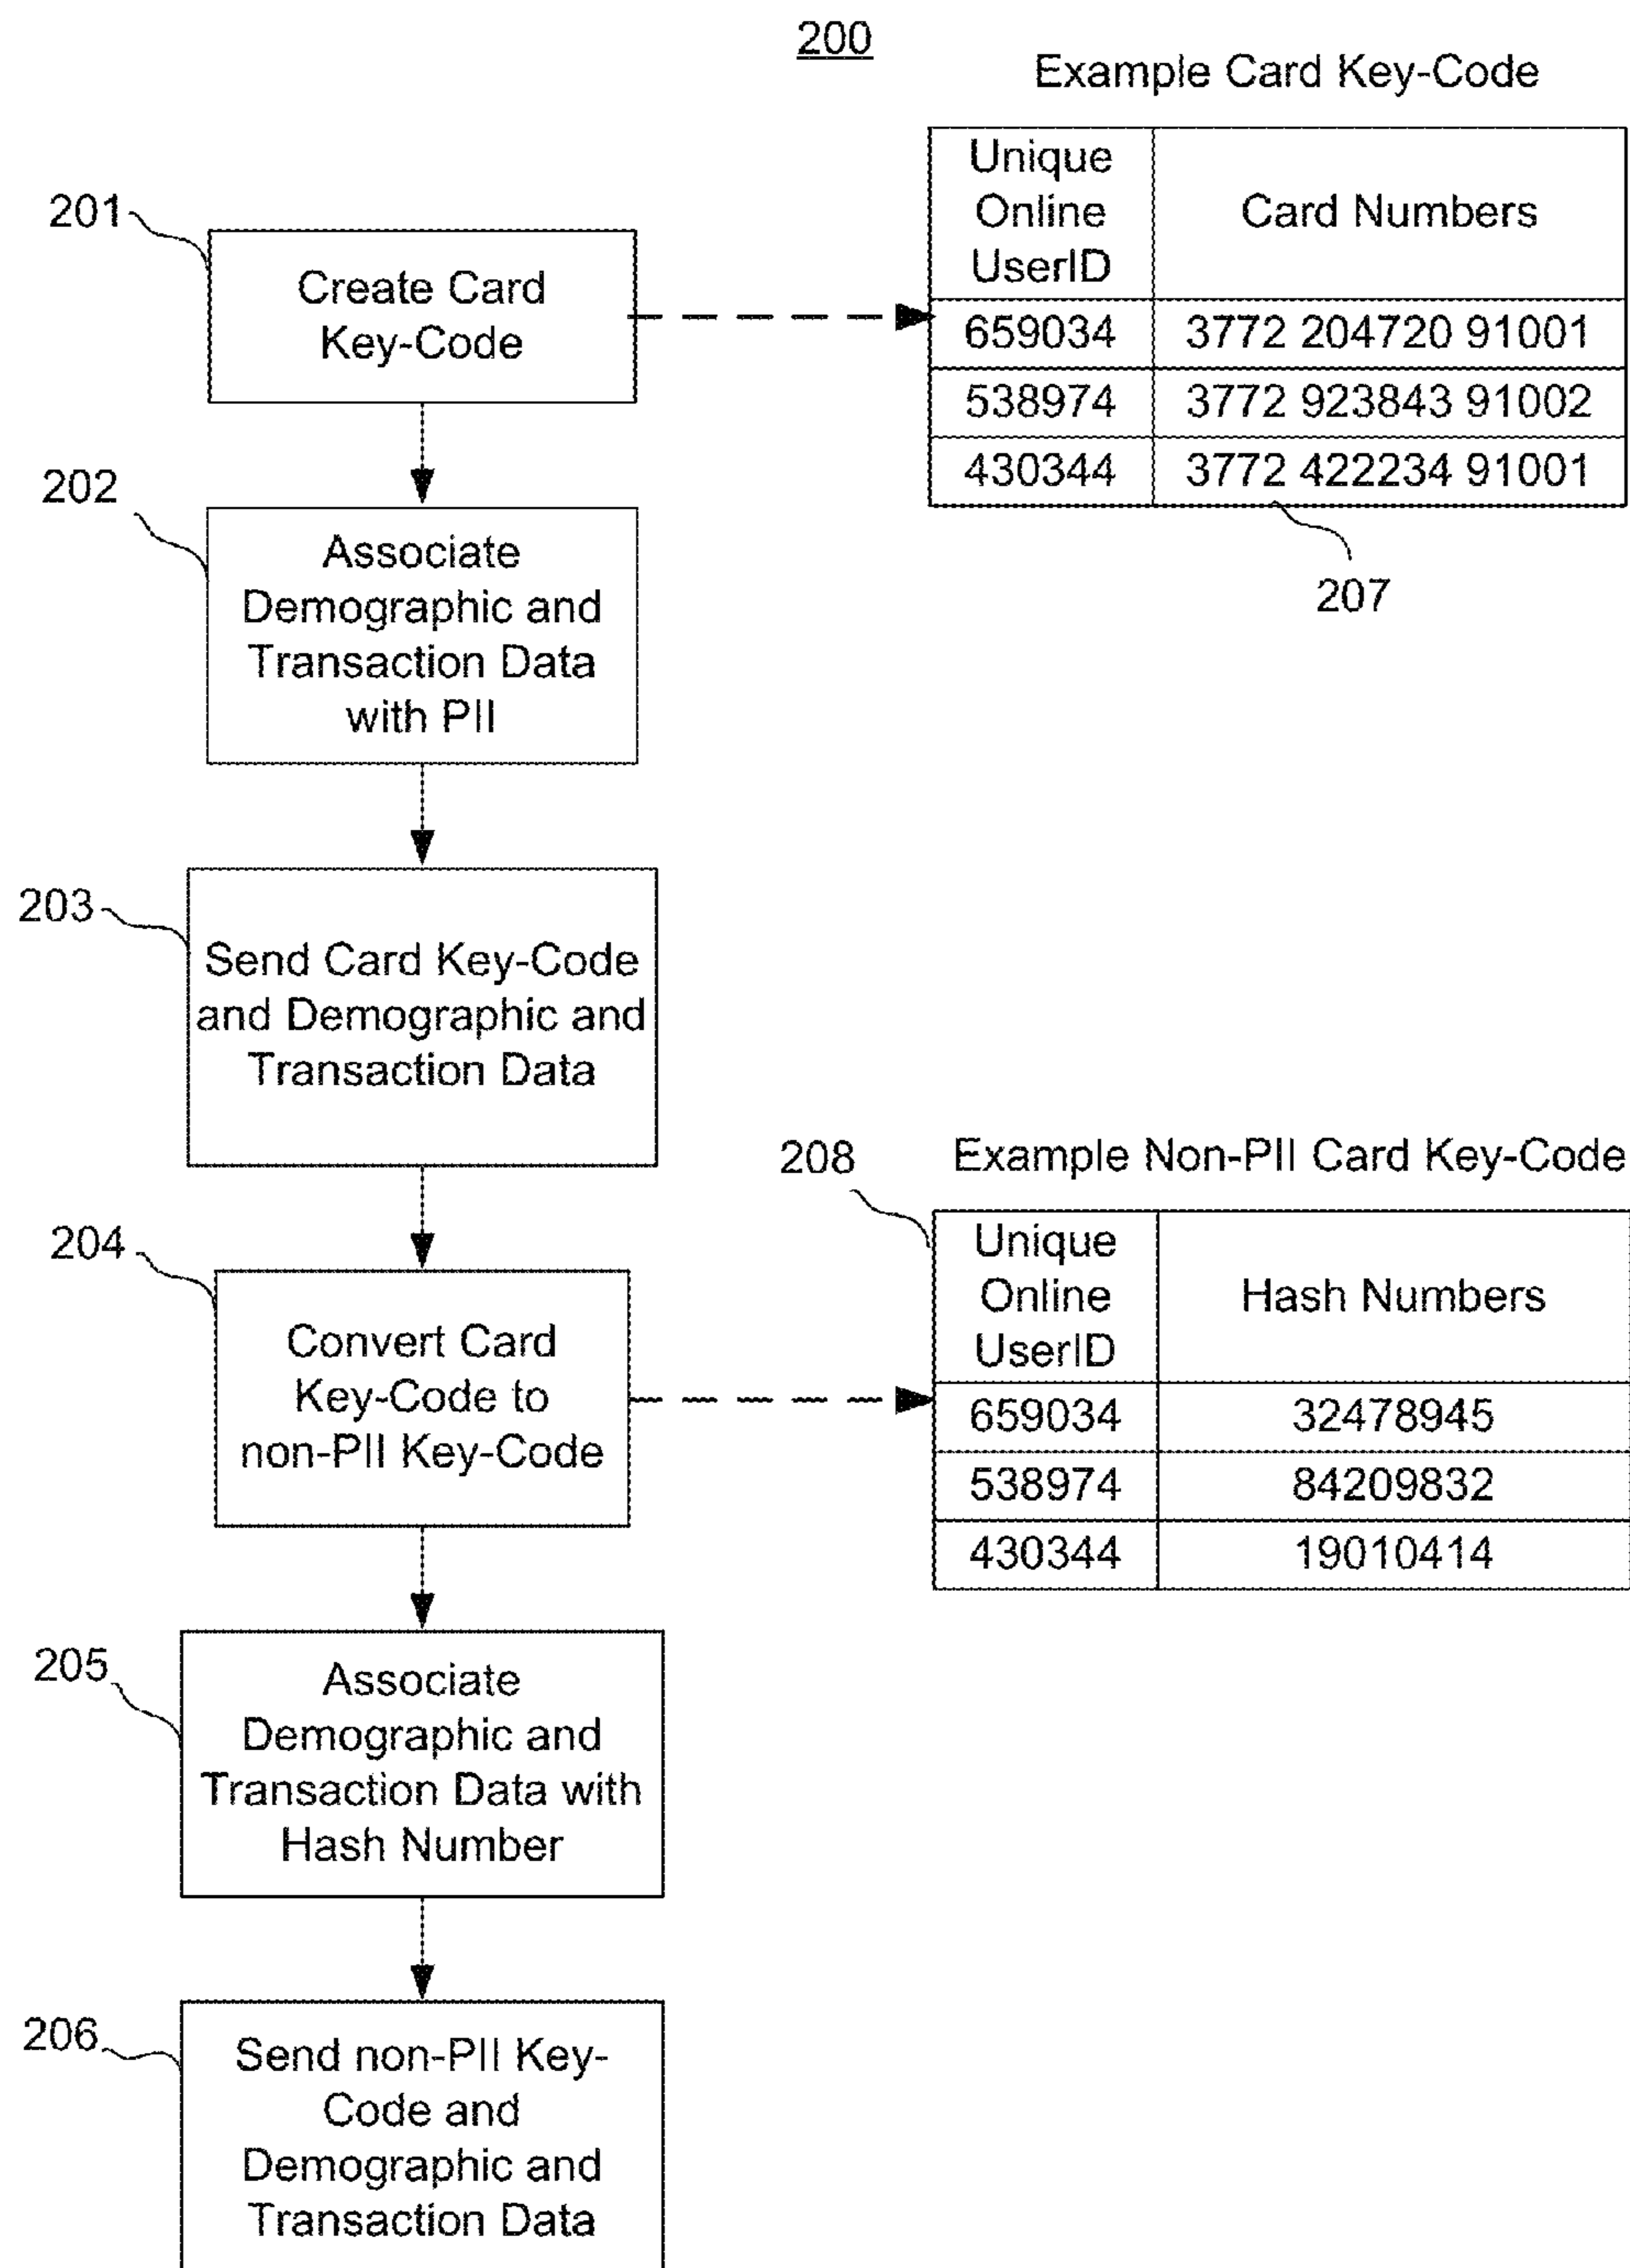 200
Example Card Key-Code
Unique
Online
UserID
Card Numbers
659034
3772 204720 91001
538974
3772 923843 91002
430344
3772 422234 91001
207
201
Create Card
Key-Code
202
Associate
Demographic and
Transaction Data
with PII
203
Send Card Key-Code
and Demographic and
Transaction Data
204
Convert Card
Key-Code to
non-PII Key-Code
208
Example Non-PII Card Key-Code
Unique
Online
UserID
Hash Numbers
659034
32478945
538974
84209832
430344
19010414
205
Associate
Demographic and
Transaction Data with
Hash Number
206
Send non-PII Key-
Code and
Demographic and
Transaction Data